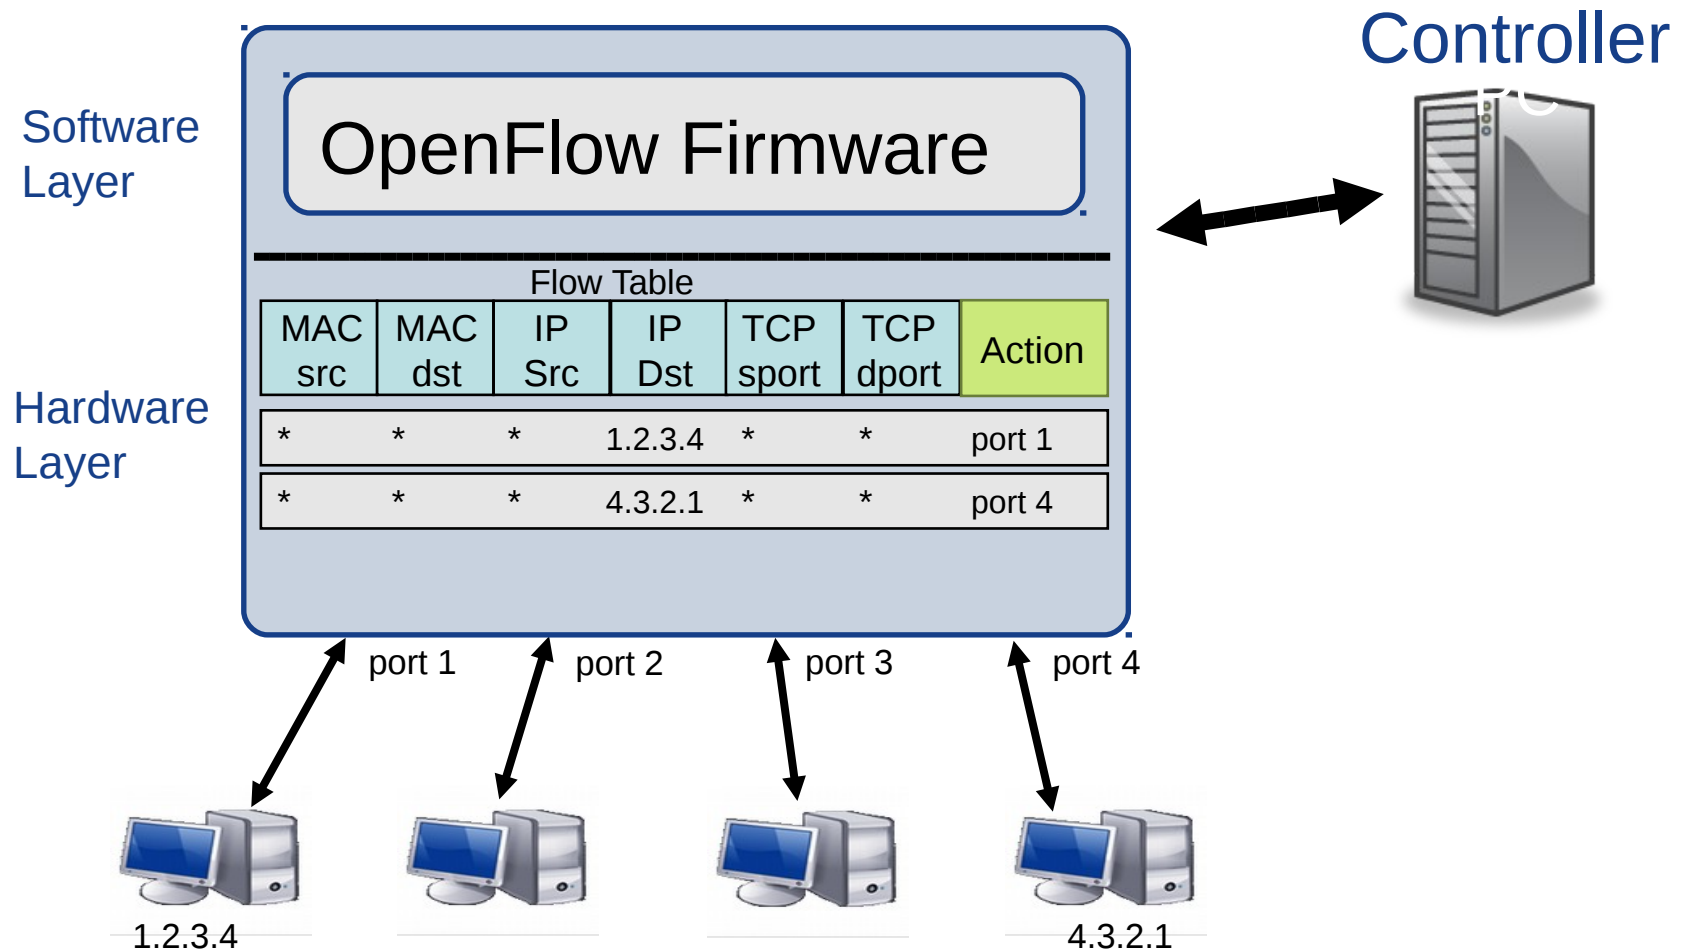 Controller
PC
Software
Layer
OpenFlow Firmware
Flow Table
MAC src
MAC dst
IP Src
IP Dst
TCP sport
TCP dport
Action
Hardware
Layer
* * * 1.2.3.4 * * port 1
* * * 4.3.2.1 * * port 4
port 1
port 2
port 3
port 4
1.2.3.4
4.3.2.1